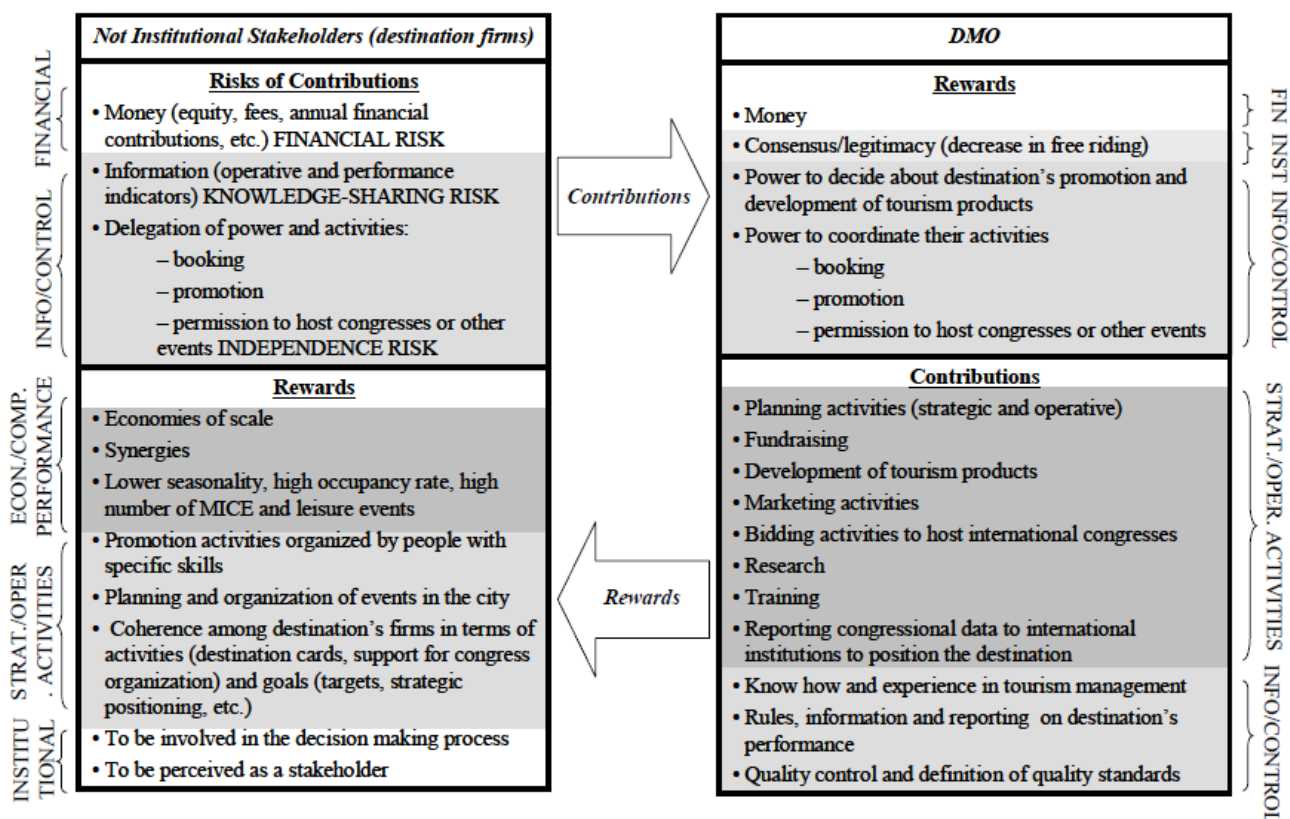 Not Institutional Stakeholders (destination firms)
FINANCIAL
Risks of Contributions
• Money (equity, fees, annual financial
contributions, etc.) FINANCIAL RISK
INFO/CONTROL
• Information (operative and performance
indicators) KNOWLEDGE-SHARING RISK
• Delegation of power and activities:
– booking
– promotion
– permission to host congresses or other
events INDEPENDENCE RISK
ECON./COMP.
PERFORMANCE
Rewards
• Economies of scale
• Synergies
• Lower seasonality, high occupancy rate, high
number of MICE and leisure events
STRAT./OPER
. ACTIVITIES
• Promotion activities organized by people with
specific skills
• Planning and organization of events in the city
• Coherence among destination's firms in terms of
activities (destination cards, support for congress
organization) and goals (targets, strategic
positioning, etc.)
INSTITU
TIONAL
• To be involved in the decision making process
• To be perceived as a stakeholder
Contributions
Rewards
DMO
Rewards
• Money
FIN
• Consensus/legitimacy (decrease in free riding)
INST
• Power to decide about destination's promotion and
development of tourism products
• Power to coordinate their activities
– booking
– promotion
– permission to host congresses or other events
INFO/CONTROL
Contributions
• Planning activities (strategic and operative)
• Fundraising
• Development of tourism products
• Marketing activities
• Bidding activities to host international congresses
• Research
• Training
• Reporting congressional data to international
institutions to position the destination
STRAT./OPER. ACTIVITIES
• Know how and experience in tourism management
• Rules, information and reporting on destination's
performance
• Quality control and definition of quality standards
INFO/CONTROL